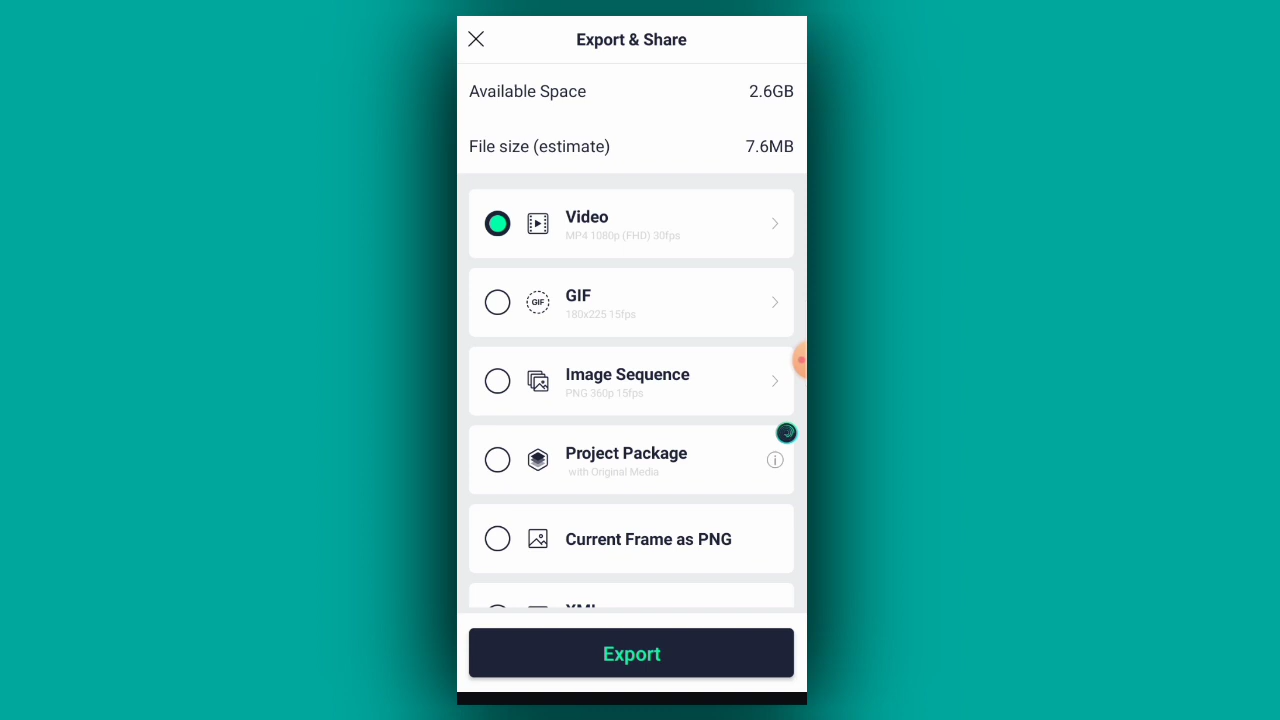 Export & Share
Available Space 2.6GB
File size (estimate) 7.6MB
Video
MP4 1080p (FHD) 30fps
GIF
GIF
180x225 15fps
Image Sequence
PNG 360p 15fps
Project Package
with Original Media
Current Frame as PNG
XML
Export